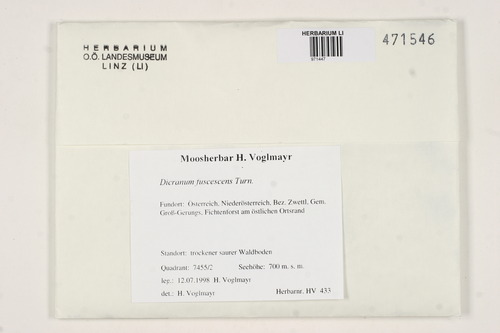 HERBARIUM
O.Ö. LANDESMUSEUM
LINZ (LI)
HERBARIUM LI
971447
471546
Moosherbar H. Voglmayr
Dicranum fuscescens Turn.
Fundort: Österreich, Niederösterreich, Bez. Zwettl, Gem.
Groß-Gerungs, Fichtenforst am östlichen Ortsrand
Standort: trockener saurer Waldboden
Quadrant: 7455/2 Seehöhe: 700 m. s. m.
leg.: 12.07.1998 H. Voglmayr
det.: H. Voglmayr Herbarnr. HV 433